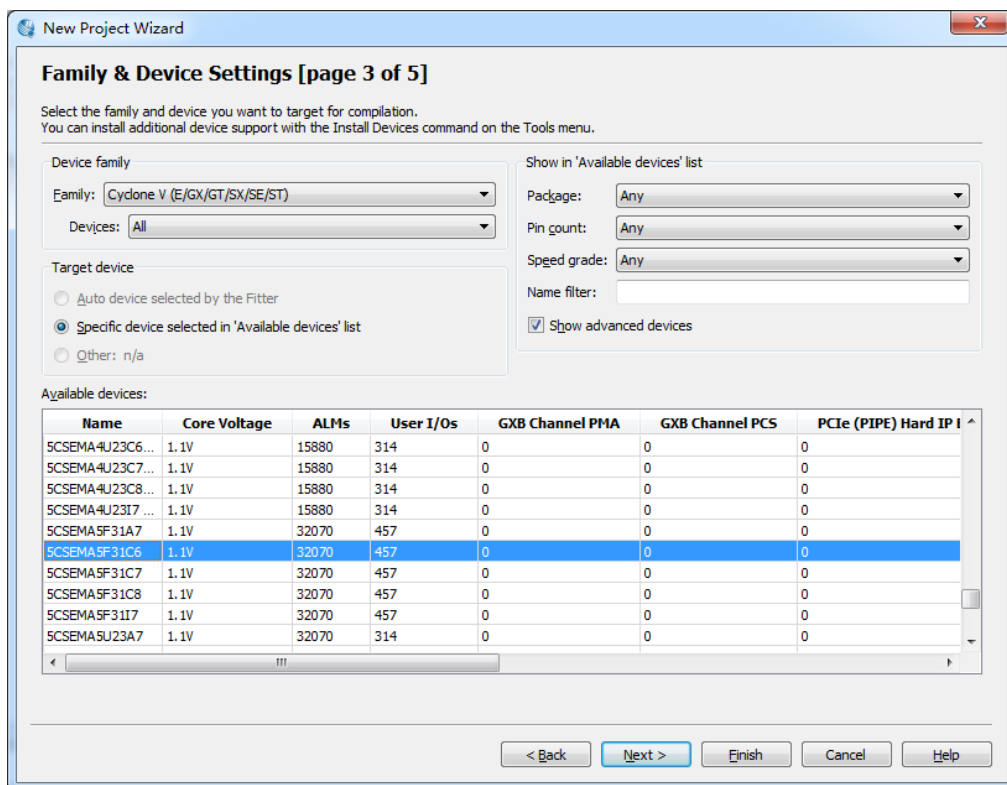 New Project Wizard
Family & Device Settings [page 3 of 5]
Select the family and device you want to target for compilation.
You can install additional device support with the Install Devices command on the Tools menu.
Device family
Family: Cyclone V (E/GX/GT/SX/SE/ST)
Devices: All
Target device
Auto device selected by the Fitter
Specific device selected in 'Available devices' list
Other: n/a
Show in 'Available devices' list
Package: Any
Pin count: Any
Speed grade: Any
Name filter:
Show advanced devices
Available devices:
Name Core Voltage ALMs User I/Os GXB Channel PMA GXB Channel PCS PCIe (PIPE) Hard IP
5CSEMA4U23C6... 1.1V 15880 314 0 0 0
5CSEMA4U23C7... 1.1V 15880 314 0 0 0
5CSEMA4U23C8... 1.1V 15880 314 0 0 0
5CSEMA4U23I7 ... 1.1V 15880 314 0 0 0
5CSEMA5F31A7 1.1V 32070 457 0 0 0
5CSEMA5F31C6 1.1V 32070 457 0 0 0
5CSEMA5F31C7 1.1V 32070 457 0 0 0
5CSEMA5F31C8 1.1V 32070 457 0 0 0
5CSEMA5F31I7 1.1V 32070 457 0 0 0
5CSEMA5U23A7 1.1V 32070 314 0 0 0
< Back Next > Finish Cancel Help